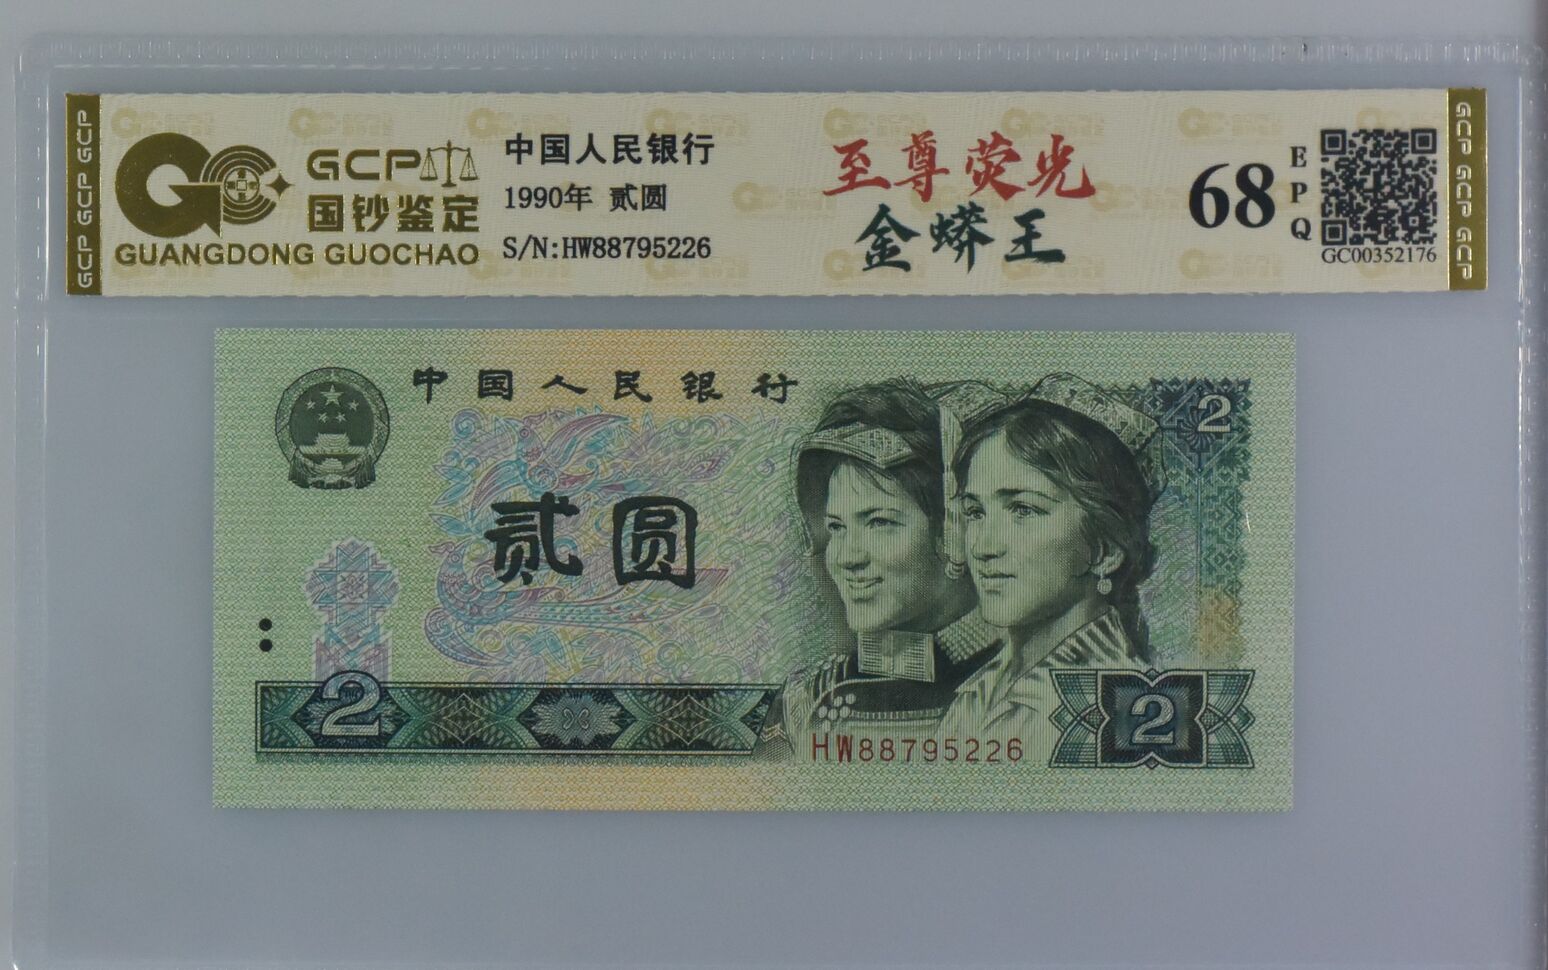 GCP GCP GCP
GCP
国钞鉴定
GUANGDONG GUOCHAO
中国人民银行
1990年 贰圆
S/N:HW88795226
至尊荧光
金蟒王
68
EPQ
GC00352176
GCP GCP GCP
中国人民银行
2
贰圆
2
HW88795226
2